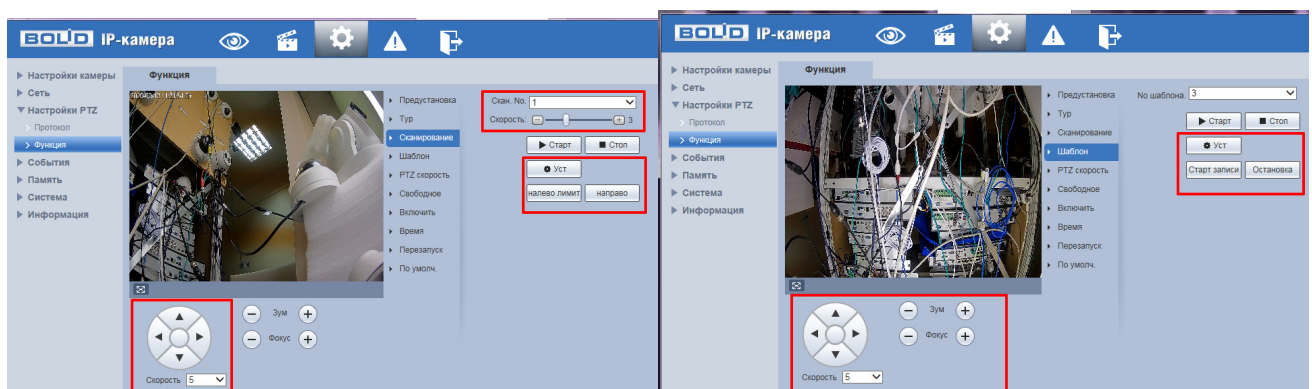 BOLID IP-камера
Функция
Настройки камеры
Сеть
Настройки PTZ
Протокол
Функция
События
Память
Система
Информация
Предустановка
Тур
Сканирование
Шаблон
PTZ скорость
Свободное
Включить
Время
Перезапуск
По умолч.
Скан. No. 1
Скорость: 3
Старт Стоп
Уст
налево лимит направо
Зум
Фокус
Скорость 5
BOLID IP-камера
Функция
Настройки камеры
Сеть
Настройки PTZ
Протокол
Функция
События
Память
Система
Информация
Предустановка
Тур
Сканирование
Шаблон
PTZ скорость
Свободное
Включить
Время
Перезапуск
По умолч.
No шаблона. 3
Старт Стоп
Уст
Старт записи Остановка
Зум
Фокус
Скорость 5